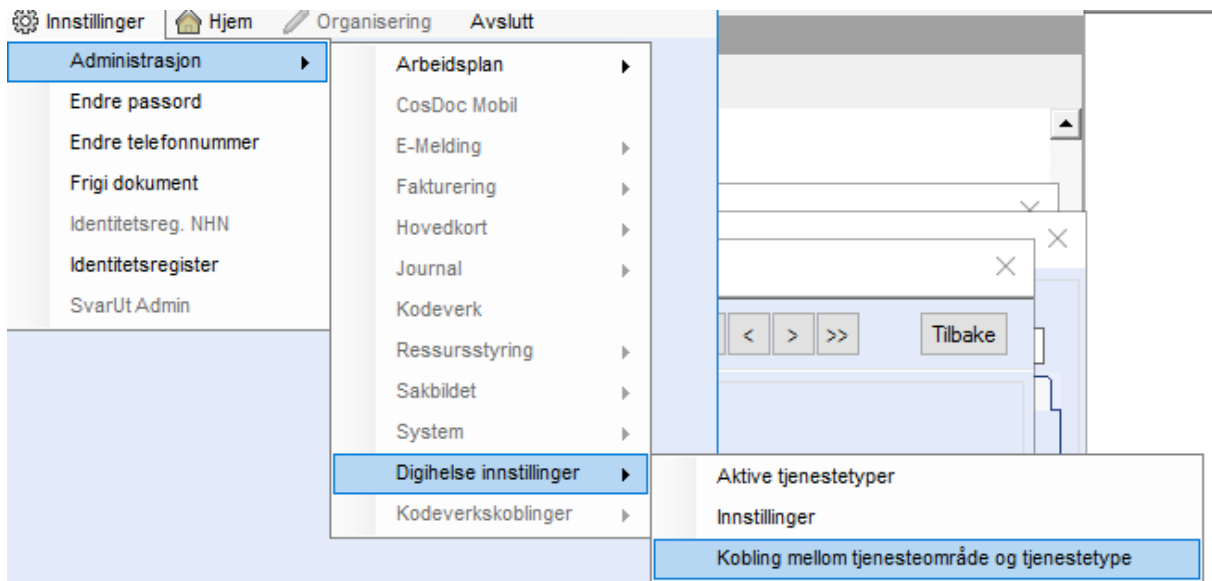 Innstillinger Hjem Organisering Avslutt
Administrasjon
Endre passord
Endre telefonnummer
Frigi dokument
Identitetsreg. NHN
Identitetsregister
SvarUt Admin
Arbeidsplan
CosDoc Mobil
E-Melding
Fakturering
Hovedkort
Journal
Kodeverk
Ressursstyring
Sakbildet
System
Digihelse innstillinger
Kodeverkskoblinger
< > >> Tilbake
Aktive tjenestetyper
Innstillinger
Kobling mellom tjenesteområde og tjenestetype